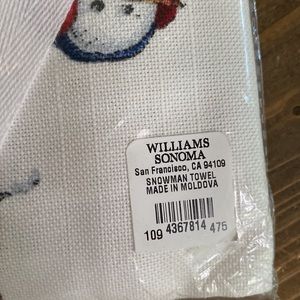 WILLIAMS
SONOMA
San Francisco, CA 94109
SNOWMAN TOWEL
MADE IN MOLDOVA
109 4367814 475